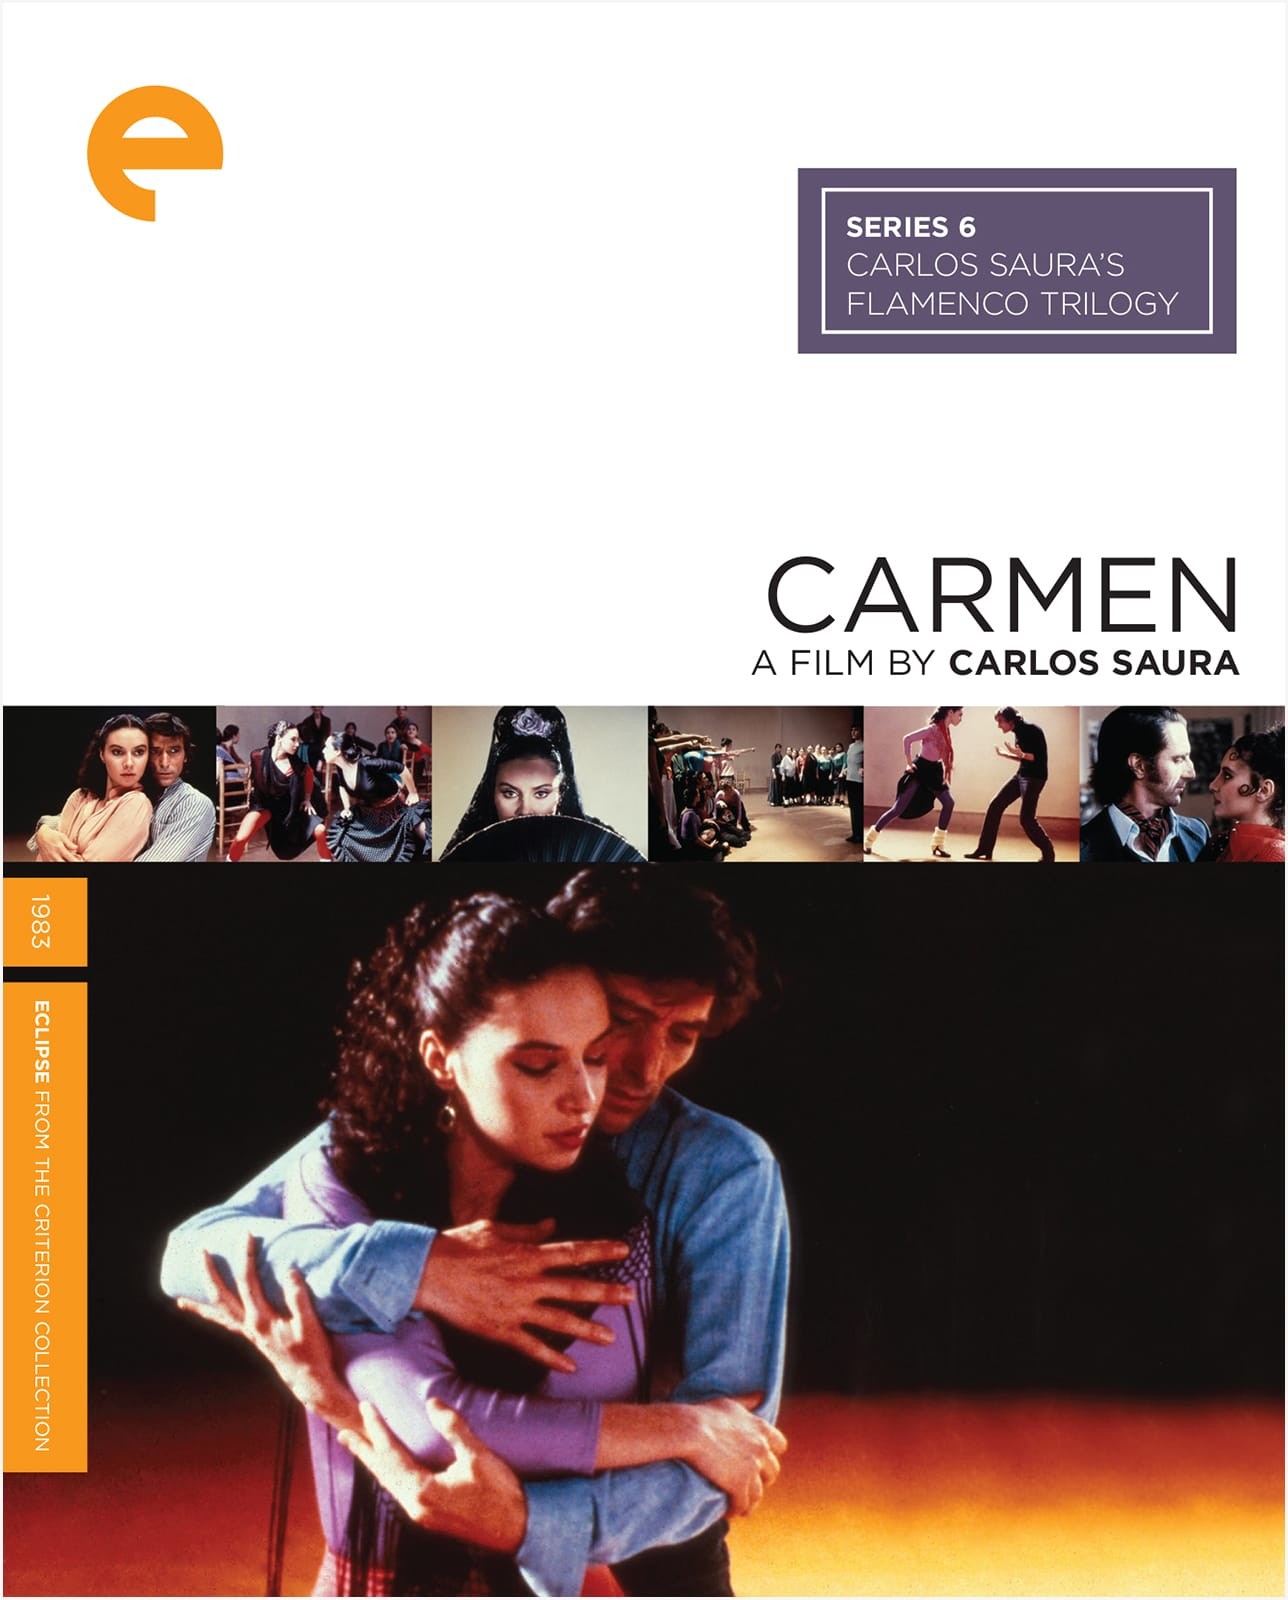 e
SERIES 6
CARLOS SAURA'S
FLAMENCO TRILOGY
CARMEN
A FILM BY CARLOS SAURA
1983
ECLIPSE FROM THE CRITERION COLLECTION